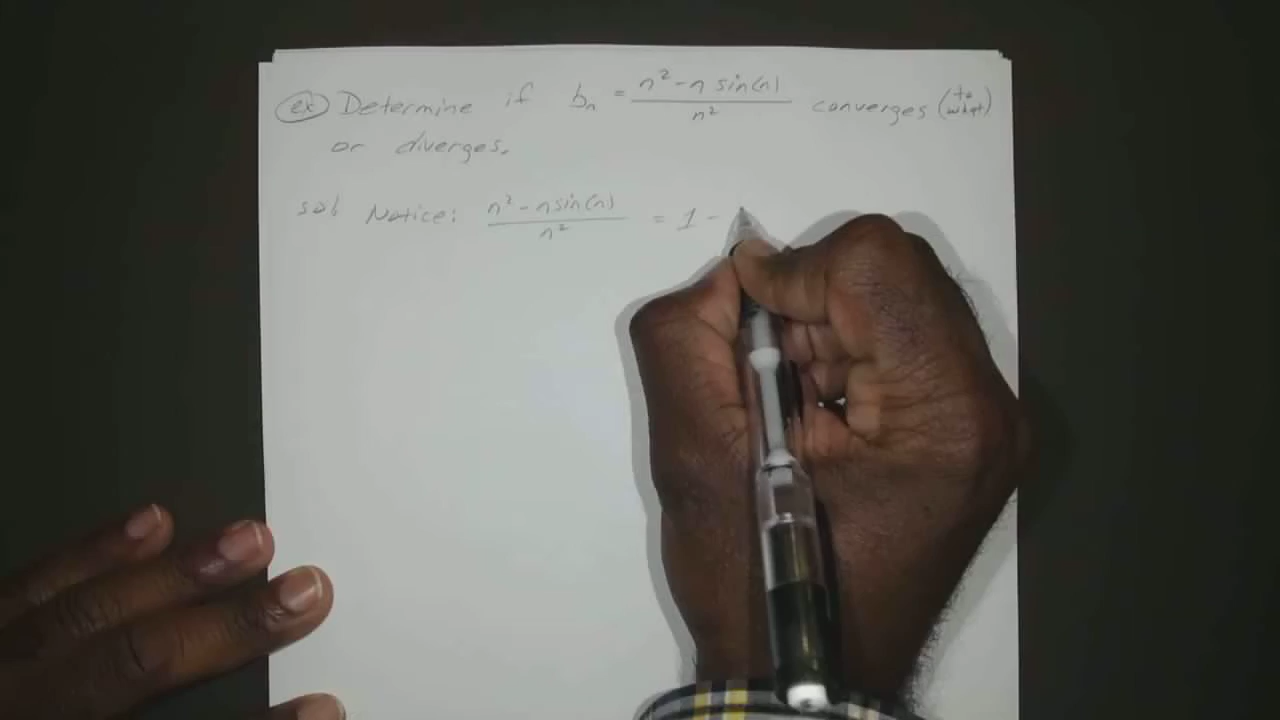 ex Determine if bₙ = (n² - n sin(n))/n² converges (to what)
or diverges.
sol Notice: (n² - n sin(n))/n² = 1 -